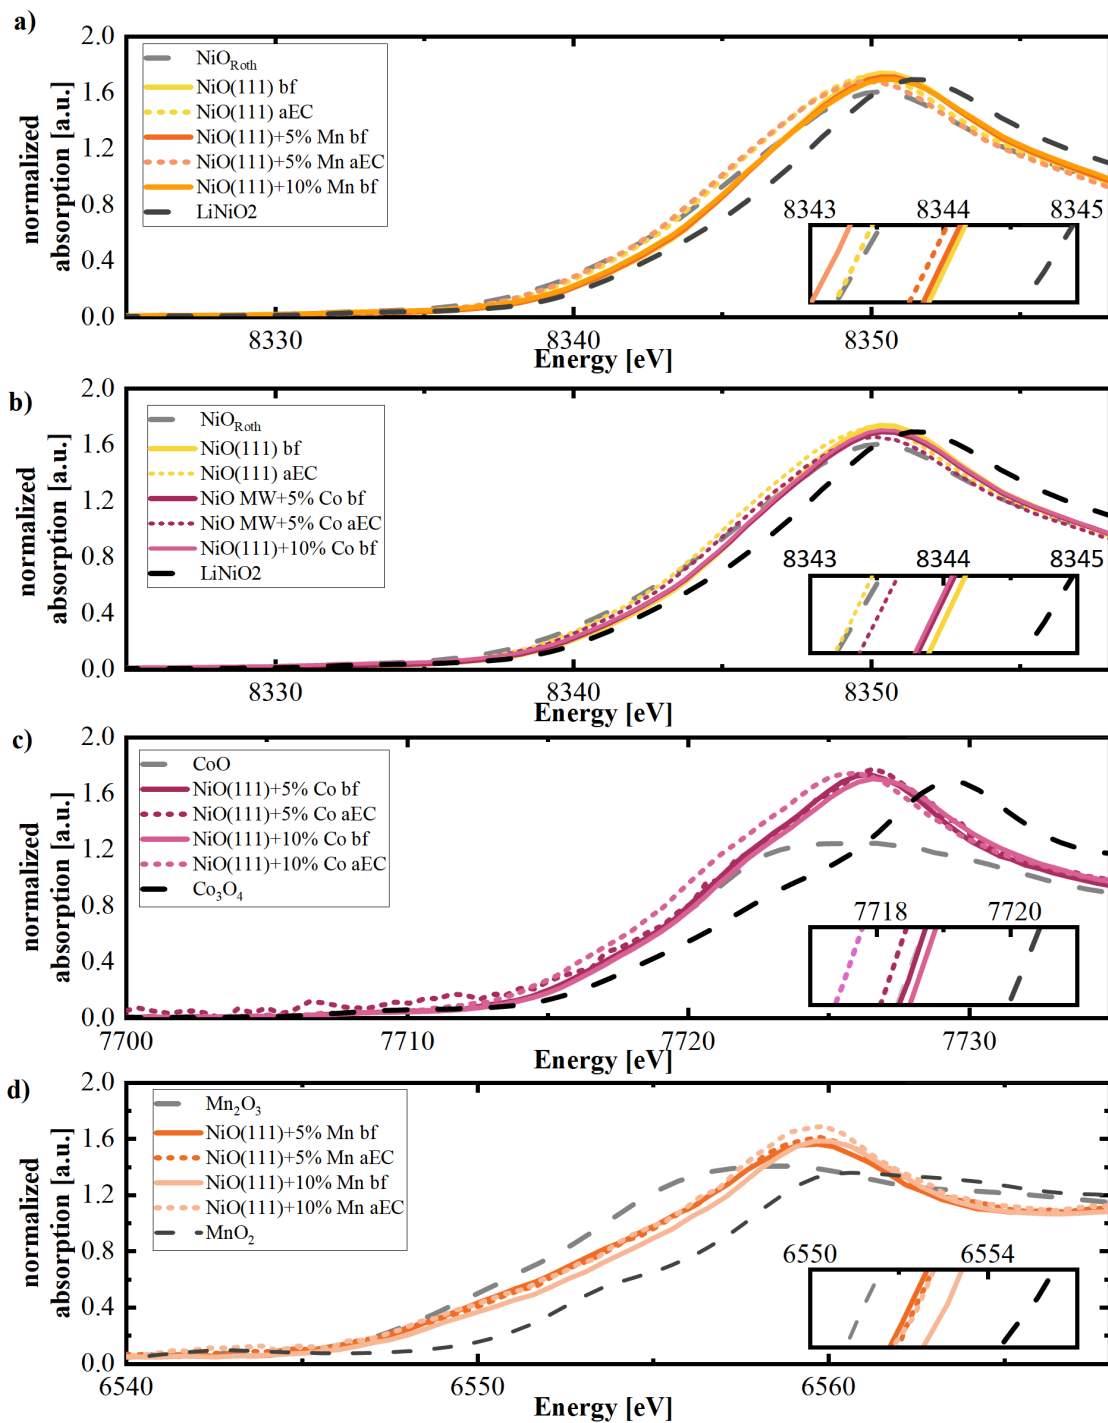 a)
normalized
absorption [a.u.]
2.0
1.6
1.2
0.8
0.4
0.0
NiO_Roth
NiO(111) bf
NiO(111) aEC
NiO(111)+5% Mn bf
NiO(111)+5% Mn aEC
NiO(111)+10% Mn bf
LiNiO2
8343 8344 8345
8330 8340 8350
Energy [eV]
b)
normalized
absorption [a.u.]
2.0
1.6
1.2
0.8
0.4
0.0
NiO_Roth
NiO(111) bf
NiO(111) aEC
NiO MW+5% Co bf
NiO MW+5% Co aEC
NiO(111)+10% Co bf
LiNiO2
8343 8344 8345
8330 8340 8350
Energy [eV]
c)
normalized
absorption [a.u.]
2.0
1.6
1.2
0.8
0.4
0.0
CoO
NiO(111)+5% Co bf
NiO(111)+5% Co aEC
NiO(111)+10% Co bf
NiO(111)+10% Co aEC
Co₃O₄
7718 7720
7700 7710 7720 7730
Energy [eV]
d)
normalized
absorption [a.u.]
2.0
1.6
1.2
0.8
0.4
0.0
Mn₂O₃
NiO(111)+5% Mn bf
NiO(111)+5% Mn aEC
NiO(111)+10% Mn bf
NiO(111)+10% Mn aEC
MnO₂
6550 6554
6540 6550 6560
Energy [eV]